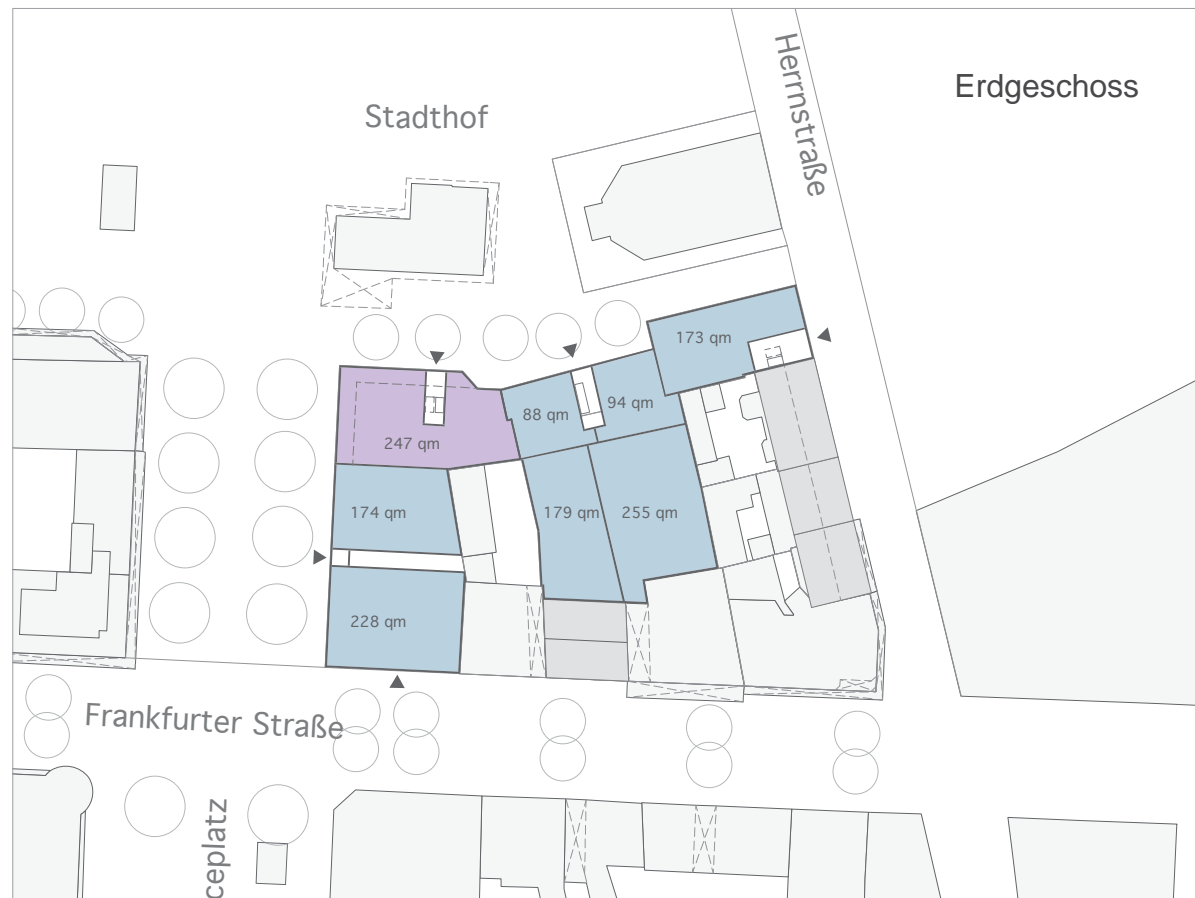 Erdgeschoss
Herrnstraße
Stadthof
173 qm
88 qm
94 qm
247 qm
174 qm
179 qm
255 qm
228 qm
Frankfurter Straße
ceplatz